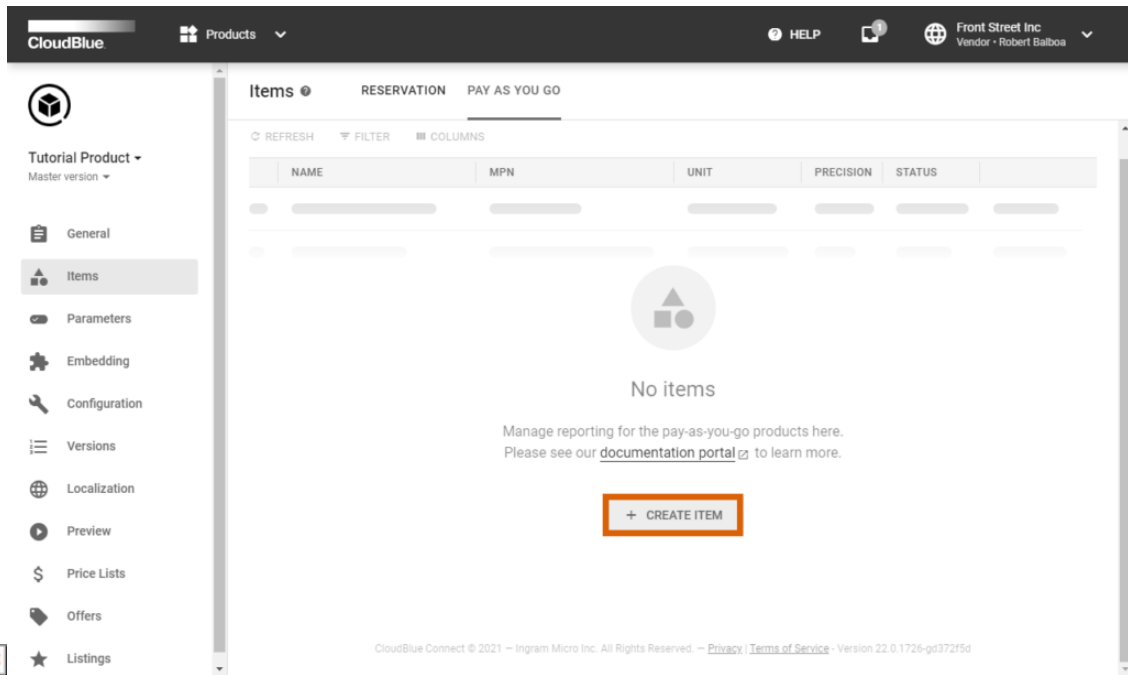 CloudBlue.
Products
HELP
1
Front Street Inc
Vendor • Robert Balboa
Tutorial Product
Master version
General
Items
Parameters
Embedding
Configuration
Versions
Localization
Preview
Price Lists
Offers
Listings
Items
RESERVATION
PAY AS YOU GO
REFRESH
FILTER
COLUMNS
NAME
MPN
UNIT
PRECISION
STATUS
No items
Manage reporting for the pay-as-you-go products here.
Please see our documentation portal to learn more.
+ CREATE ITEM
CloudBlue Connect © 2021 – Ingram Micro Inc. All Rights Reserved. – Privacy | Terms of Service - Version 22.0.1726-gd372f5d